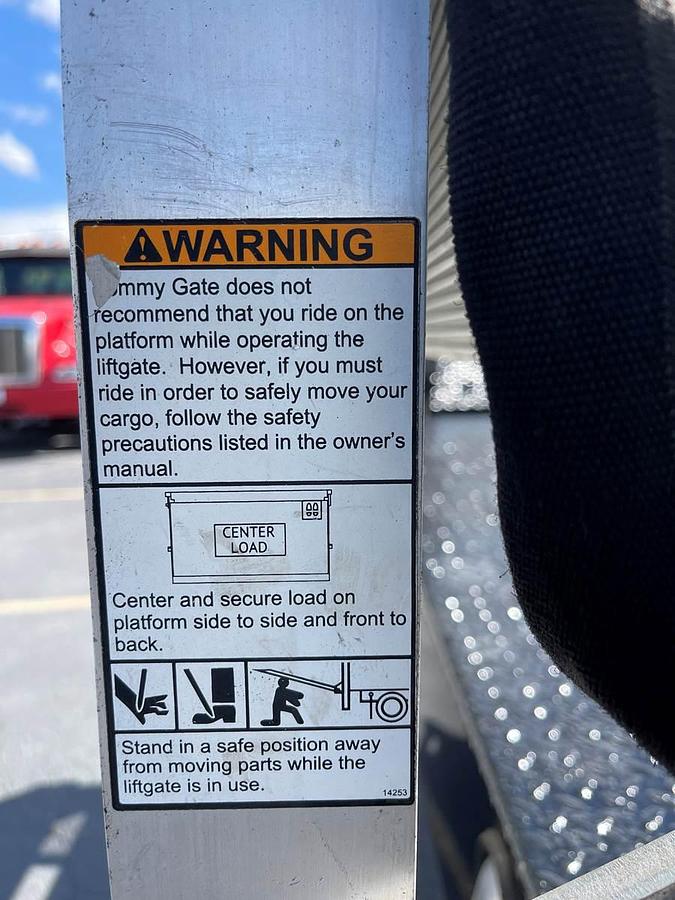 WARNING
ommy Gate does not
recommend that you ride on the
platform while operating the
liftgate. However, if you must
ride in order to safely move your
cargo, follow the safety
precautions listed in the owner's
manual.
CENTER
LOAD
Center and secure load on
platform side to side and front to
back.
Stand in a safe position away
from moving parts while the
liftgate is in use.
14253